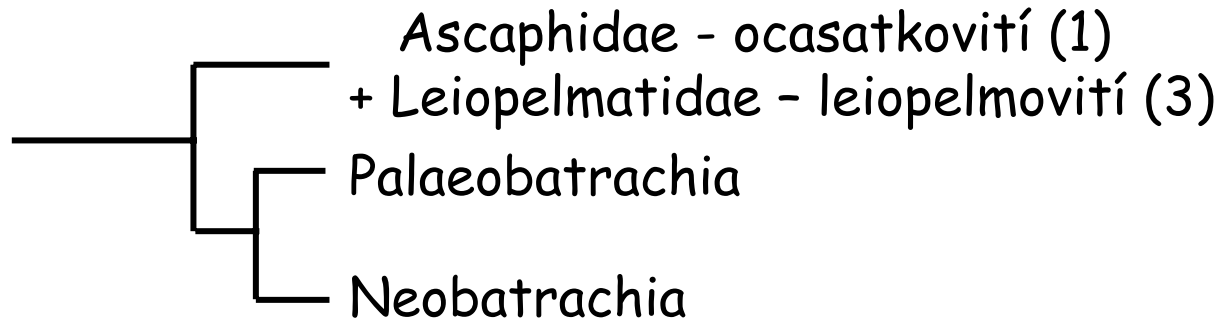 Ascaphidae - ocasatkovití (1)
+ Leiopelmatidae – leiopelmovití (3)
Palaeobatrachia
Neobatrachia